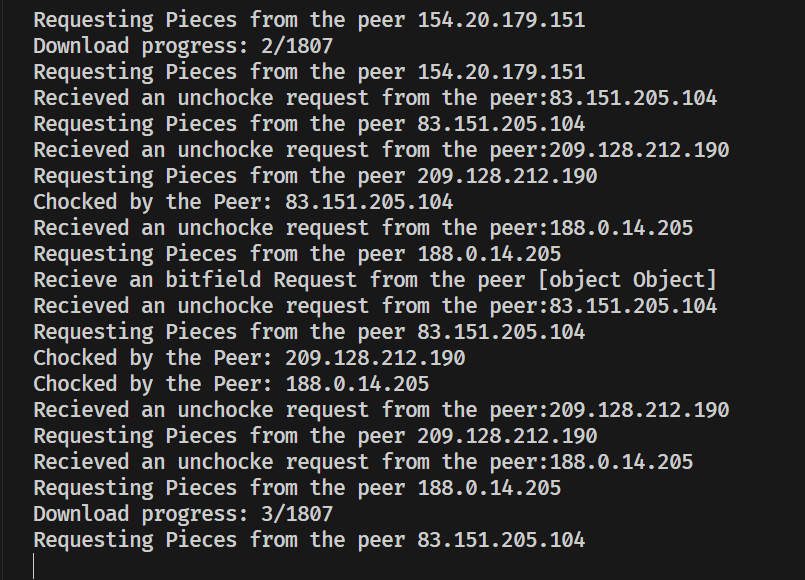 Requesting Pieces from the peer 154.20.179.151
Download progress: 2/1807
Requesting Pieces from the peer 154.20.179.151
Recieved an unchocke request from the peer:83.151.205.104
Requesting Pieces from the peer 83.151.205.104
Recieved an unchocke request from the peer:209.128.212.190
Requesting Pieces from the peer 209.128.212.190
Chocked by the Peer: 83.151.205.104
Recieved an unchocke request from the peer:188.0.14.205
Requesting Pieces from the peer 188.0.14.205
Recieve an bitfield Request from the peer [object Object]
Recieved an unchocke request from the peer:83.151.205.104
Requesting Pieces from the peer 83.151.205.104
Chocked by the Peer: 209.128.212.190
Chocked by the Peer: 188.0.14.205
Recieved an unchocke request from the peer:209.128.212.190
Requesting Pieces from the peer 209.128.212.190
Recieved an unchocke request from the peer:188.0.14.205
Requesting Pieces from the peer 188.0.14.205
Download progress: 3/1807
Requesting Pieces from the peer 83.151.205.104